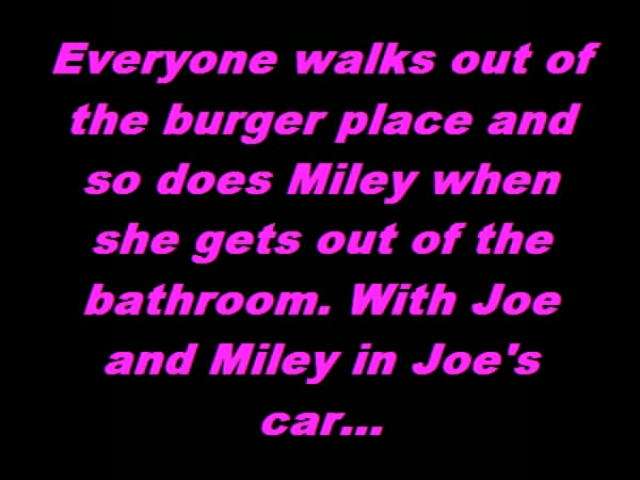 Everyone walks out of
the burger place and
so does Miley when
she gets out of the
bathroom. With Joe
and Miley in Joe's
car...